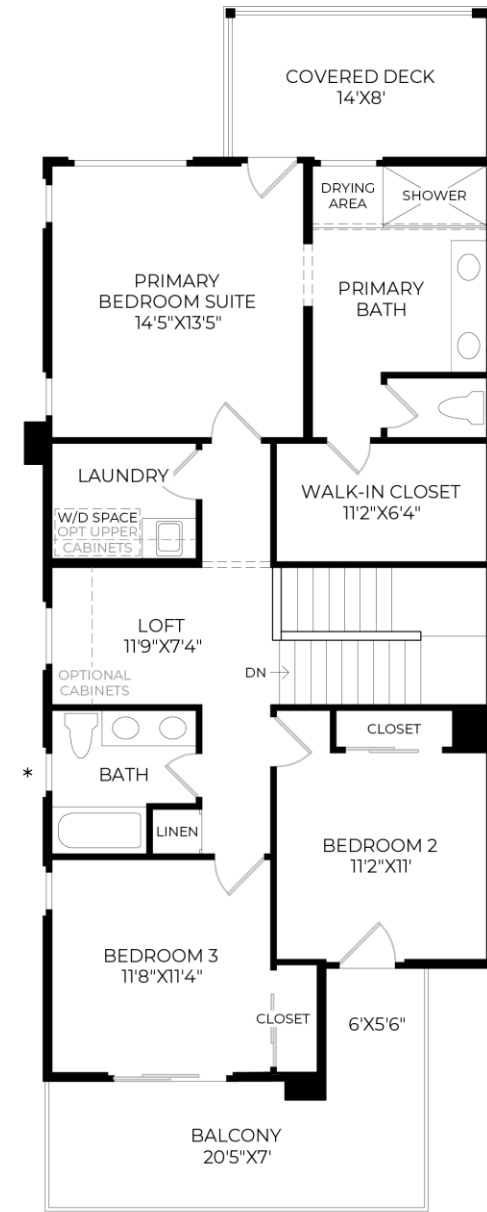 COVERED DECK
14'X8'
DRYING
AREA
SHOWER
PRIMARY
BEDROOM SUITE
14'5"X13'5"
PRIMARY
BATH
LAUNDRY
W/D SPACE
OPT UPPER
CABINETS
WALK-IN CLOSET
11'2"X6'4"
LOFT
11'9"X7'4"
OPTIONAL
CABINETS
DN
CLOSET
*
BATH
LINEN
BEDROOM 2
11'2"X11'
BEDROOM 3
11'8"X11'4"
CLOSET
6'X5'6"
BALCONY
20'5"X7'